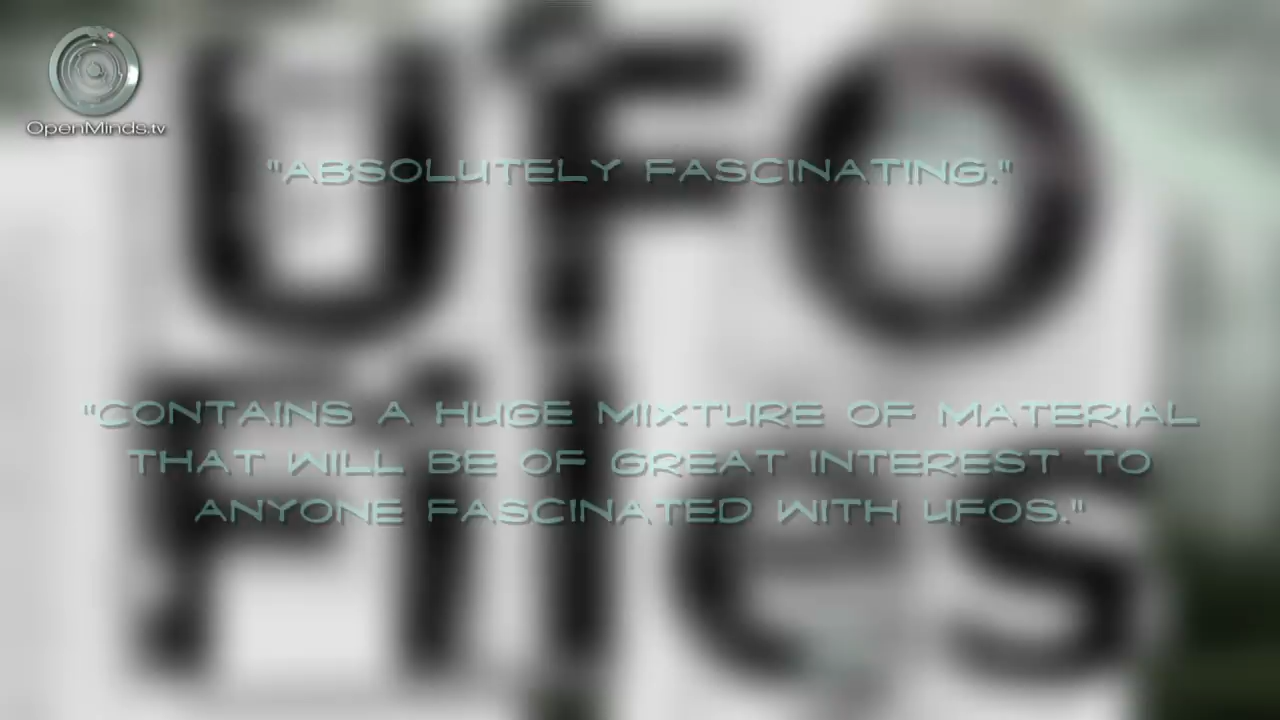 OpenMinds.tv
UFO
"ABSOLUTELY FASCINATING."
"CONTAINS A HUGE MIXTURE OF MATERIAL
THAT WILL BE OF GREAT INTEREST TO
ANYONE FASCINATED WITH UFOS."
Files